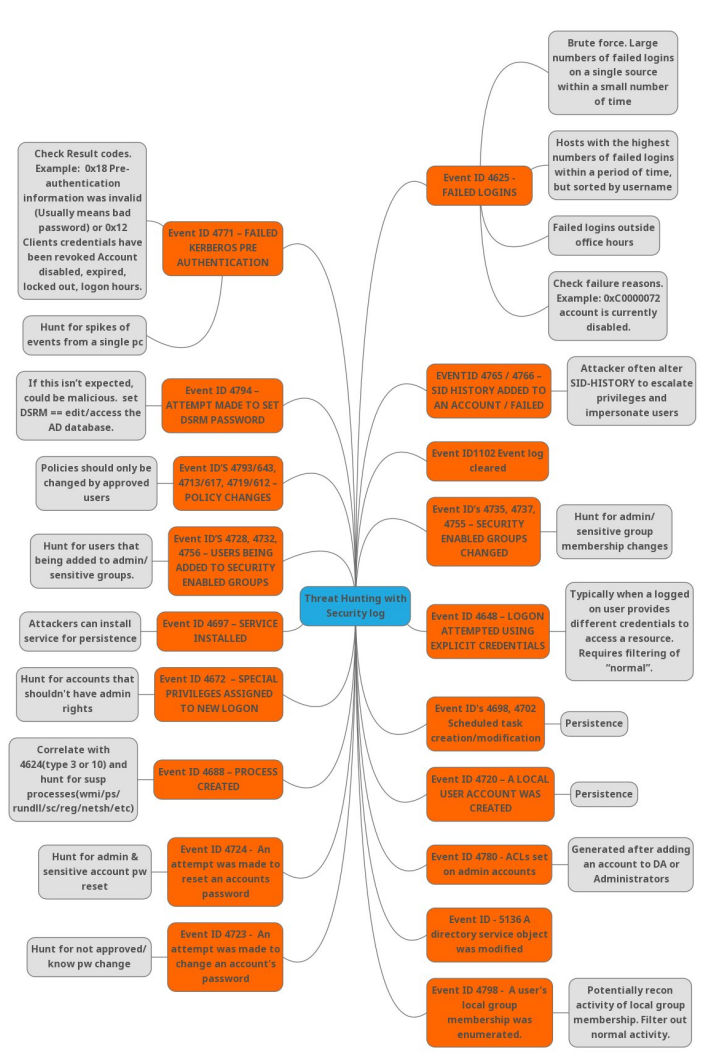 Threat Hunting with
Security log
Check Result codes.
Example:  0x18 Pre-
authentication
information was invalid
(Usually means bad
password) or 0x12
Clients credentials have
been revoked Account
disabled, expired,
locked out, logon hours.
Event ID 4771 – FAILED
KERBEROS PRE
AUTHENTICATION
Hunt for spikes of
events from a single pc
If this isn't expected,
could be malicious.  set
DSRM == edit/access the
AD database.
Event ID 4794 –
ATTEMPT MADE TO SET
DSRM PASSWORD
Policies should only be
changed by approved
users
Event ID'S 4793/643,
4713/617, 4719/612 –
POLICY CHANGES
Hunt for users that
being added to admin/
sensitive groups.
Event ID'S 4728, 4732,
4756 – USERS BEING
ADDED TO SECURITY
ENABLED GROUPS
Attackers can install
service for persistence
Event ID 4697 – SERVICE
INSTALLED
Hunt for accounts that
shouldn't have admin
rights
Event ID 4672  – SPECIAL
PRIVILEGES ASSIGNED
TO NEW LOGON
Correlate with
4624(type 3 or 10) and
hunt for susp
processes(wmi/ps/
rundll/sc/reg/netsh/etc)
Event ID 4688 – PROCESS
CREATED
Hunt for admin &
sensitive account pw
reset
Event ID 4724 -  An
attempt was made to
reset an accounts
password
Hunt for not approved/
know pw change
Event ID 4723 -  An
attempt was made to
change an account's
password
Event ID 4625 -
FAILED LOGINS
Brute force. Large
numbers of failed logins
on a single source
within a small number
of time
Hosts with the highest
numbers of failed logins
within a period of time,
but sorted by username
Failed logins outside
office hours
Check failure reasons.
Example: 0xC0000072
account is currently
disabled.
EVENTID 4765 / 4766 –
SID HISTORY ADDED TO
AN ACCOUNT / FAILED
Attacker often alter
SID-HISTORY to escalate
privileges and
impersonate users
Event ID1102 Event log
cleared
Event ID's 4735, 4737,
4755 – SECURITY
ENABLED GROUPS
CHANGED
Hunt for admin/
sensitive group
membership changes
Event ID 4648 – LOGON
ATTEMPTED USING
EXPLICIT CREDENTIALS
Typically when a logged
on user provides
different credentials to
access a resource.
Requires filtering of
“normal”.
Event ID's 4698, 4702
Scheduled task
creation/modification
Persistence
Event ID 4720 – A LOCAL
USER ACCOUNT WAS
CREATED
Persistence
Event ID 4780 - ACLs set
on admin accounts
Generated after adding
an account to DA or
Administrators
Event ID - 5136 A
directory service object
was modified
Event ID 4798 -  A user's
local group
membership was
enumerated.
Potentially recon
activity of local group
membership. Filter out
normal activity.